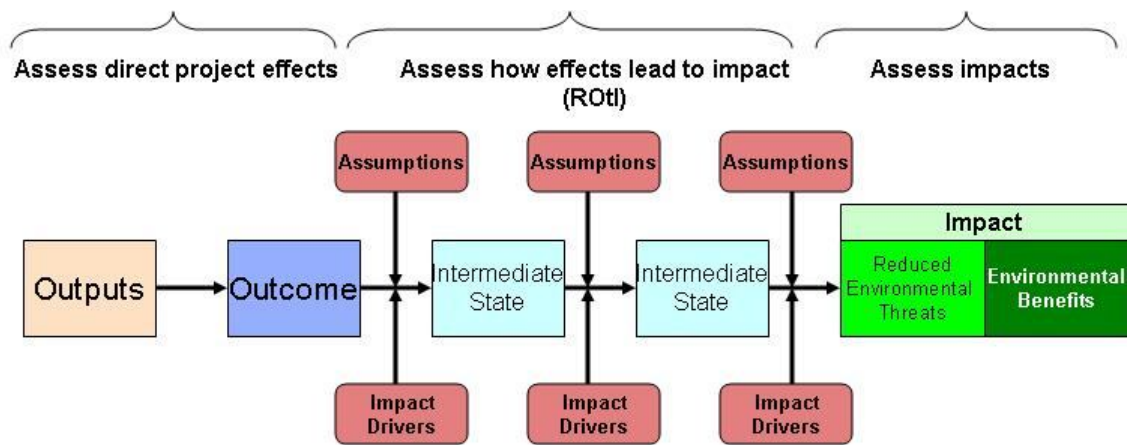 Assess direct project effects
Assess how effects lead to impact
(ROtI)
Assess impacts
Assumptions
Assumptions
Assumptions
Outputs
Outcome
Intermediate
State
Intermediate
State
Impact
Reduced
Environmental
Threats
Environmental
Benefits
Impact
Drivers
Impact
Drivers
Impact
Drivers